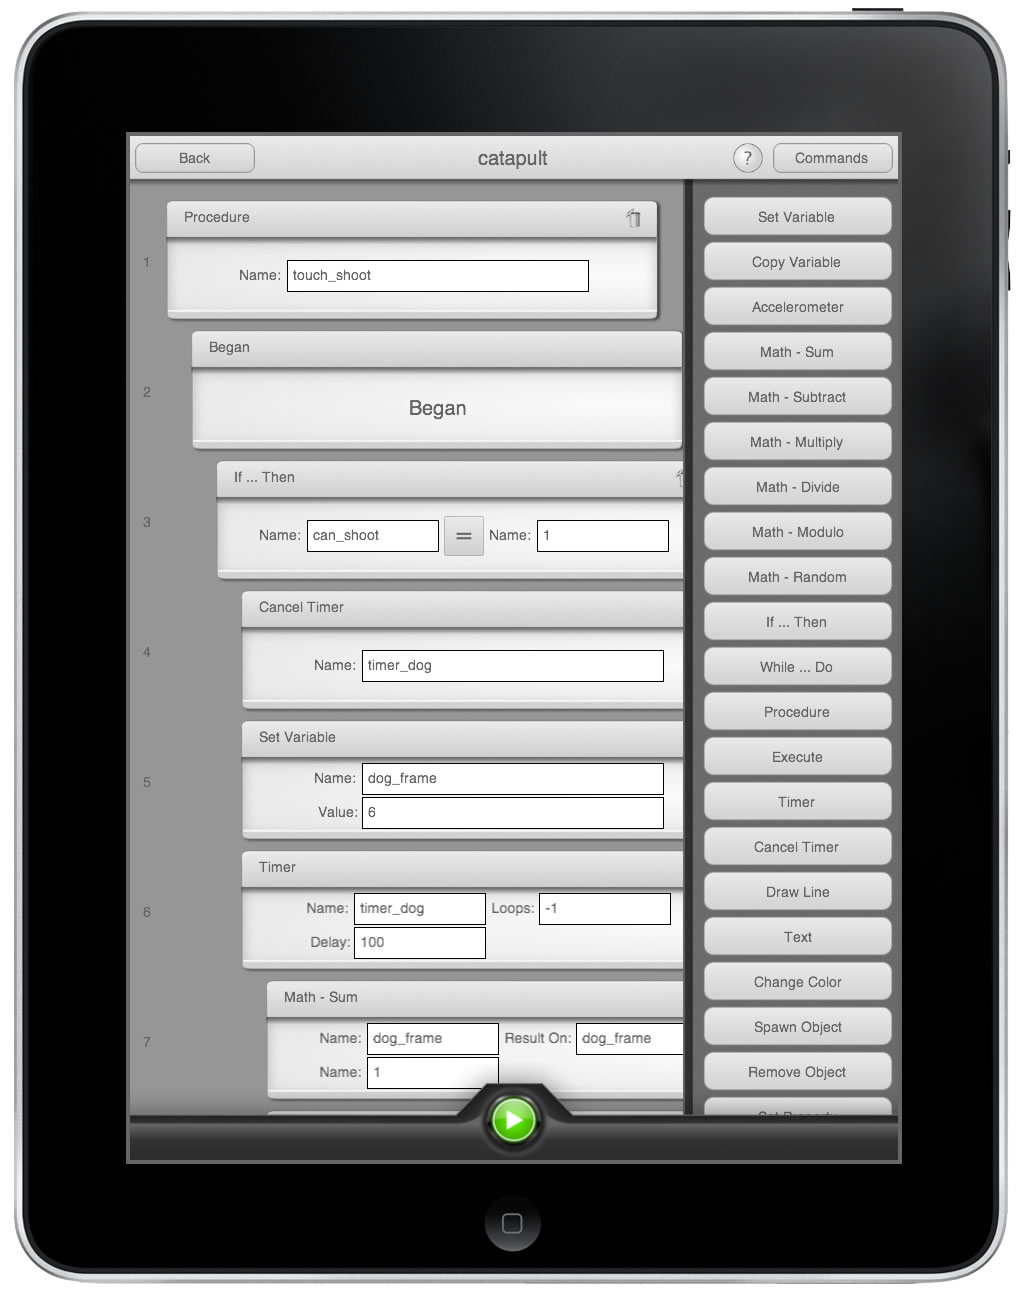 Back
catapult
?
Commands
Procedure
1
Name: touch_shoot
Began
2
Began
If ... Then
3
Name: can_shoot = Name: 1
Cancel Timer
4
Name: timer_dog
Set Variable
5
Name: dog_frame
Value: 6
Timer
6
Name: timer_dog Loops: -1
Delay: 100
Math - Sum
7
Name: dog_frame Result On: dog_frame
Name: 1
Set Variable
Copy Variable
Accelerometer
Math - Sum
Math - Subtract
Math - Multiply
Math - Divide
Math - Modulo
Math - Random
If ... Then
While ... Do
Procedure
Execute
Timer
Cancel Timer
Draw Line
Text
Change Color
Spawn Object
Remove Object
Set Property